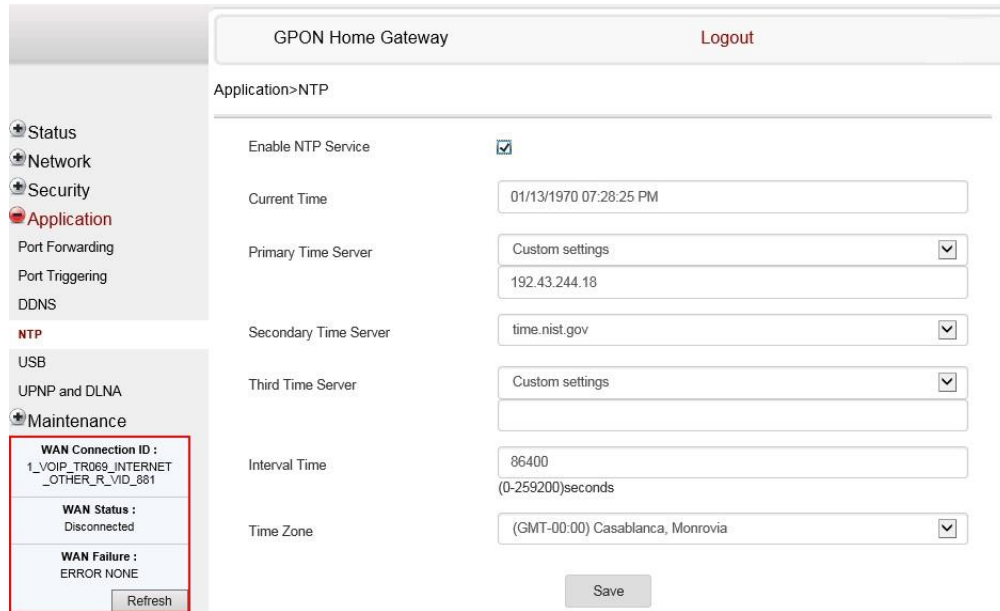 GPON Home Gateway
Logout
Application>NTP
Status
Network
Security
Application
Port Forwarding
Port Triggering
DDNS
NTP
USB
UPNP and DLNA
Maintenance
WAN Connection ID :
1_VOIP_TR069_INTERNET
_OTHER_R_VID_881
WAN Status :
Disconnected
WAN Failure :
ERROR NONE
Refresh
Enable NTP Service
Current Time
01/13/1970 07:28:25 PM
Primary Time Server
Custom settings
192.43.244.18
Secondary Time Server
time.nist.gov
Third Time Server
Custom settings
Interval Time
86400
(0-259200)seconds
Time Zone
(GMT-00:00) Casablanca, Monrovia
Save